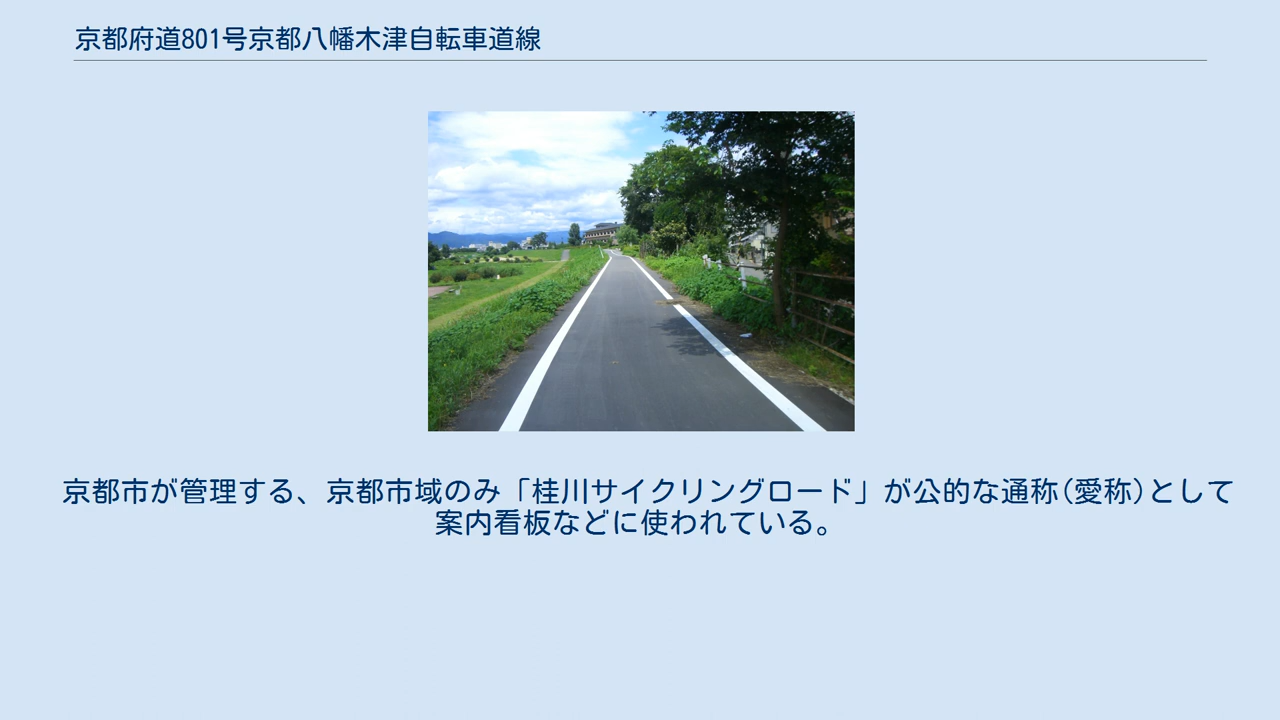 京都府道801号京都八幡木津自転車道線
京都市が管理する、京都市域のみ「桂川サイクリングロード」が公的な通称(愛称)として
案内看板などに使われている。